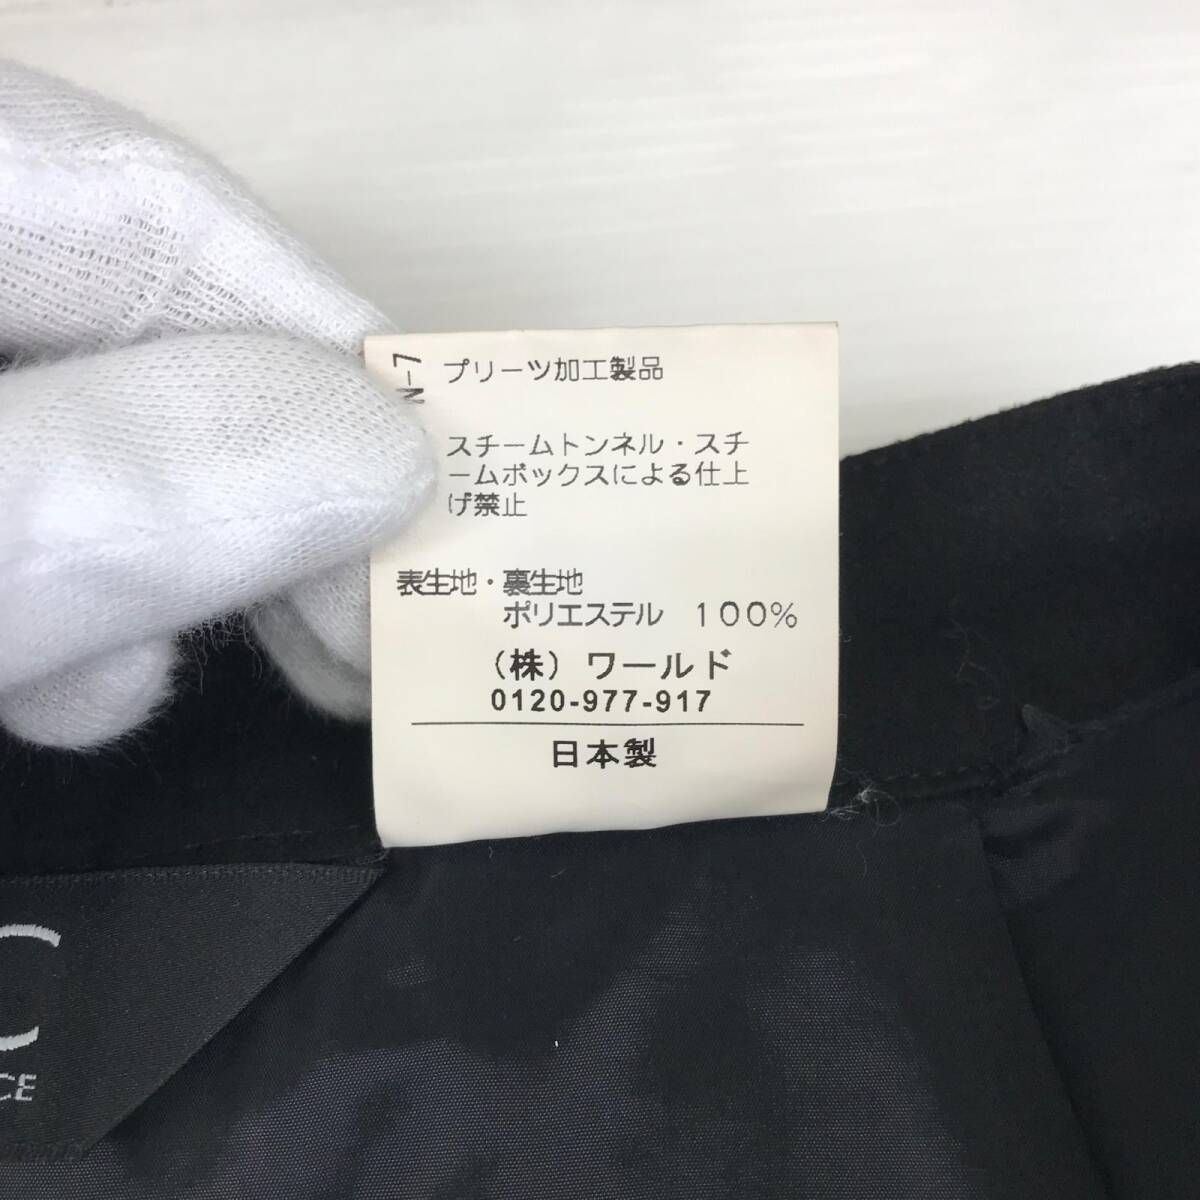 N-7
プリーツ加工製品
スチームトンネル・スチ
ームボックスによる仕上
げ禁止
表生地・裏生地
ポリエステル 100%
(株) ワールド
0120-977-917
日本製
C
CE